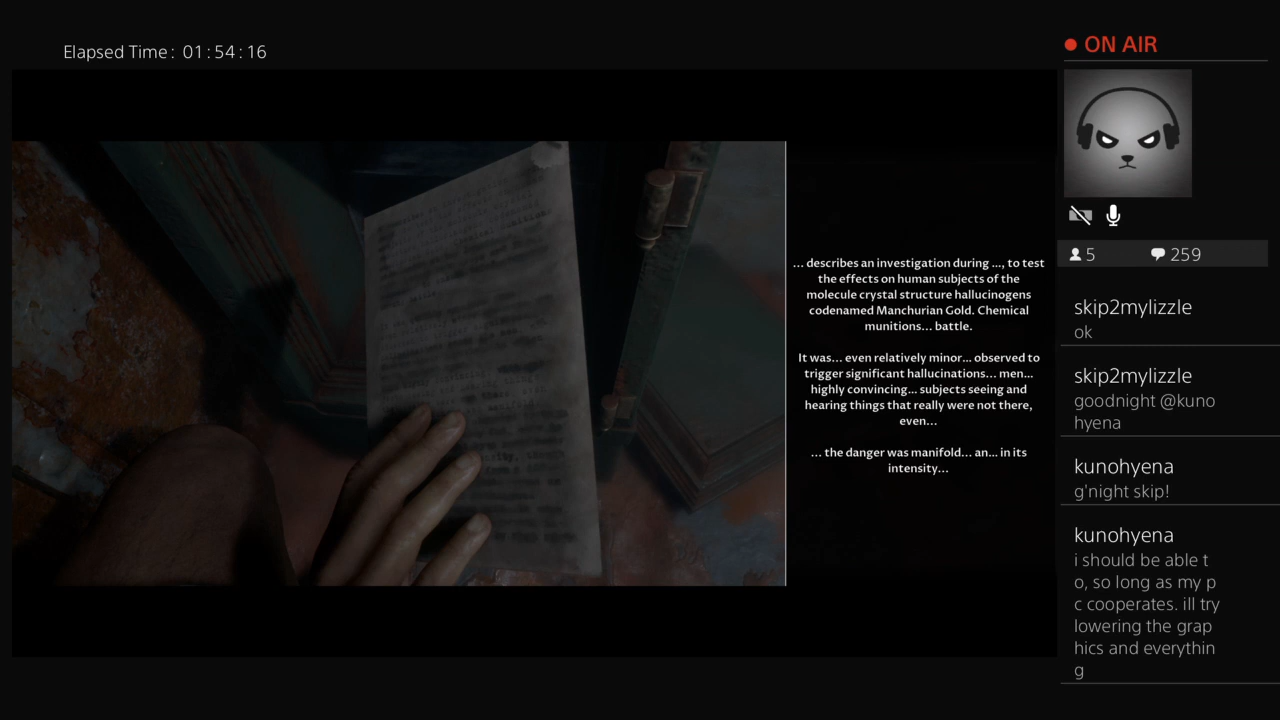 Elapsed Time: 01:54:16
ON AIR
5 259
skip2mylizzle
ok
skip2mylizzle
goodnight @kuno
hyena
kunohyena
g'night skip!
kunohyena
i should be able t
o, so long as my p
c cooperates. ill try
lowering the grap
hics and everythin
g
... describes an investigation during ..., to test
the effects on human subjects of the
molecule crystal structure hallucinogens
codenamed Manchurian Gold. Chemical
munitions... battle.
It was... even relatively minor... observed to
trigger significant hallucinations... men...
highly convincing... subjects seeing and
hearing things that really were not there,
even...
... the danger was manifold... an... in its
intensity...